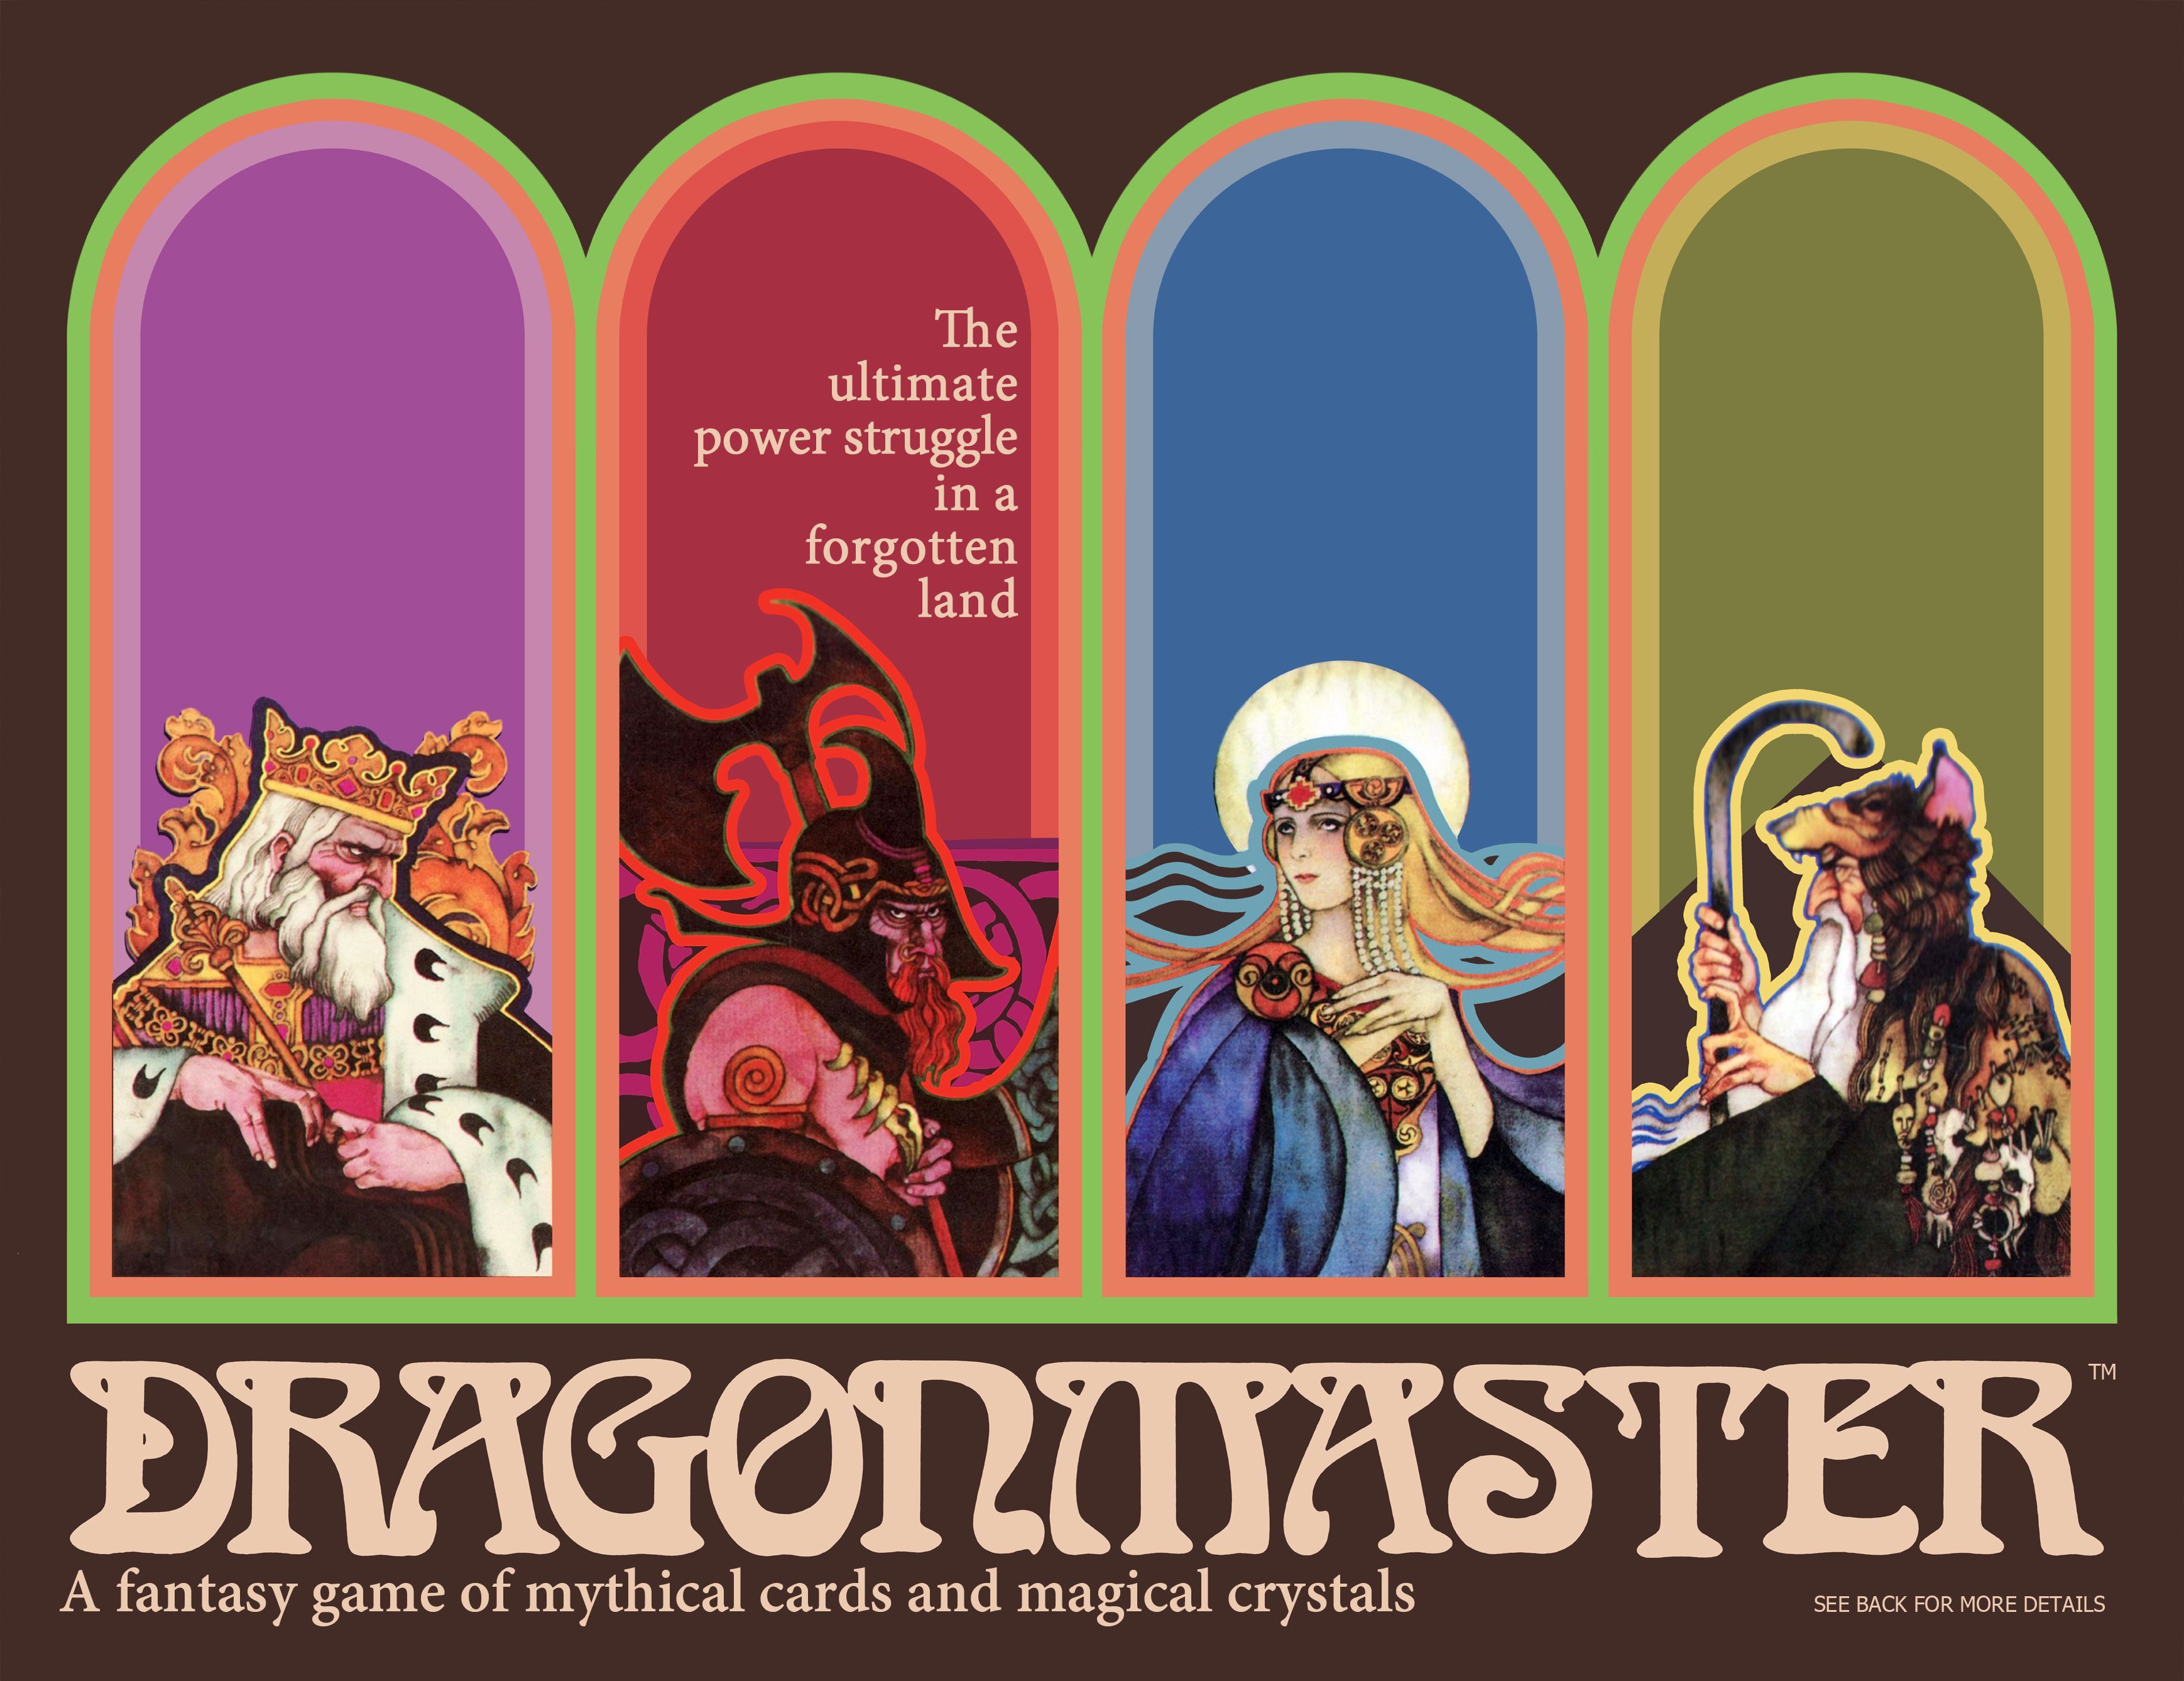 The
ultimate
power struggle
in a
forgotten
land
DRAGONMASTER™
A fantasy game of mythical cards and magical crystals
SEE BACK FOR MORE DETAILS